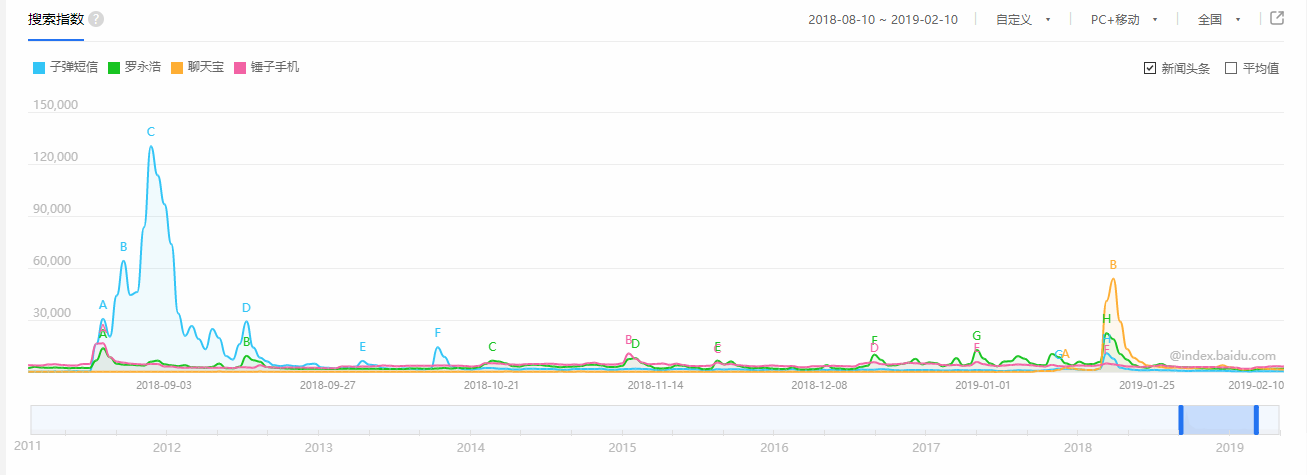 搜索指数 ? 2018-08-10 ~ 2019-02-10 自定义 PC+移动 全国
子弹短信 罗永浩 聊天宝 锤子手机 新闻头条 平均值
150,000
C
120,000
90,000
B
60,000 B
A D
30,000 H
F G
A B E F C B D E D F G A H
@index.baidu.com
2018-09-03 2018-09-27 2018-10-21 2018-11-14 2018-12-08 2019-01-01 2019-01-25 2019-02-10
2011 2012 2013 2014 2015 2016 2017 2018 2019